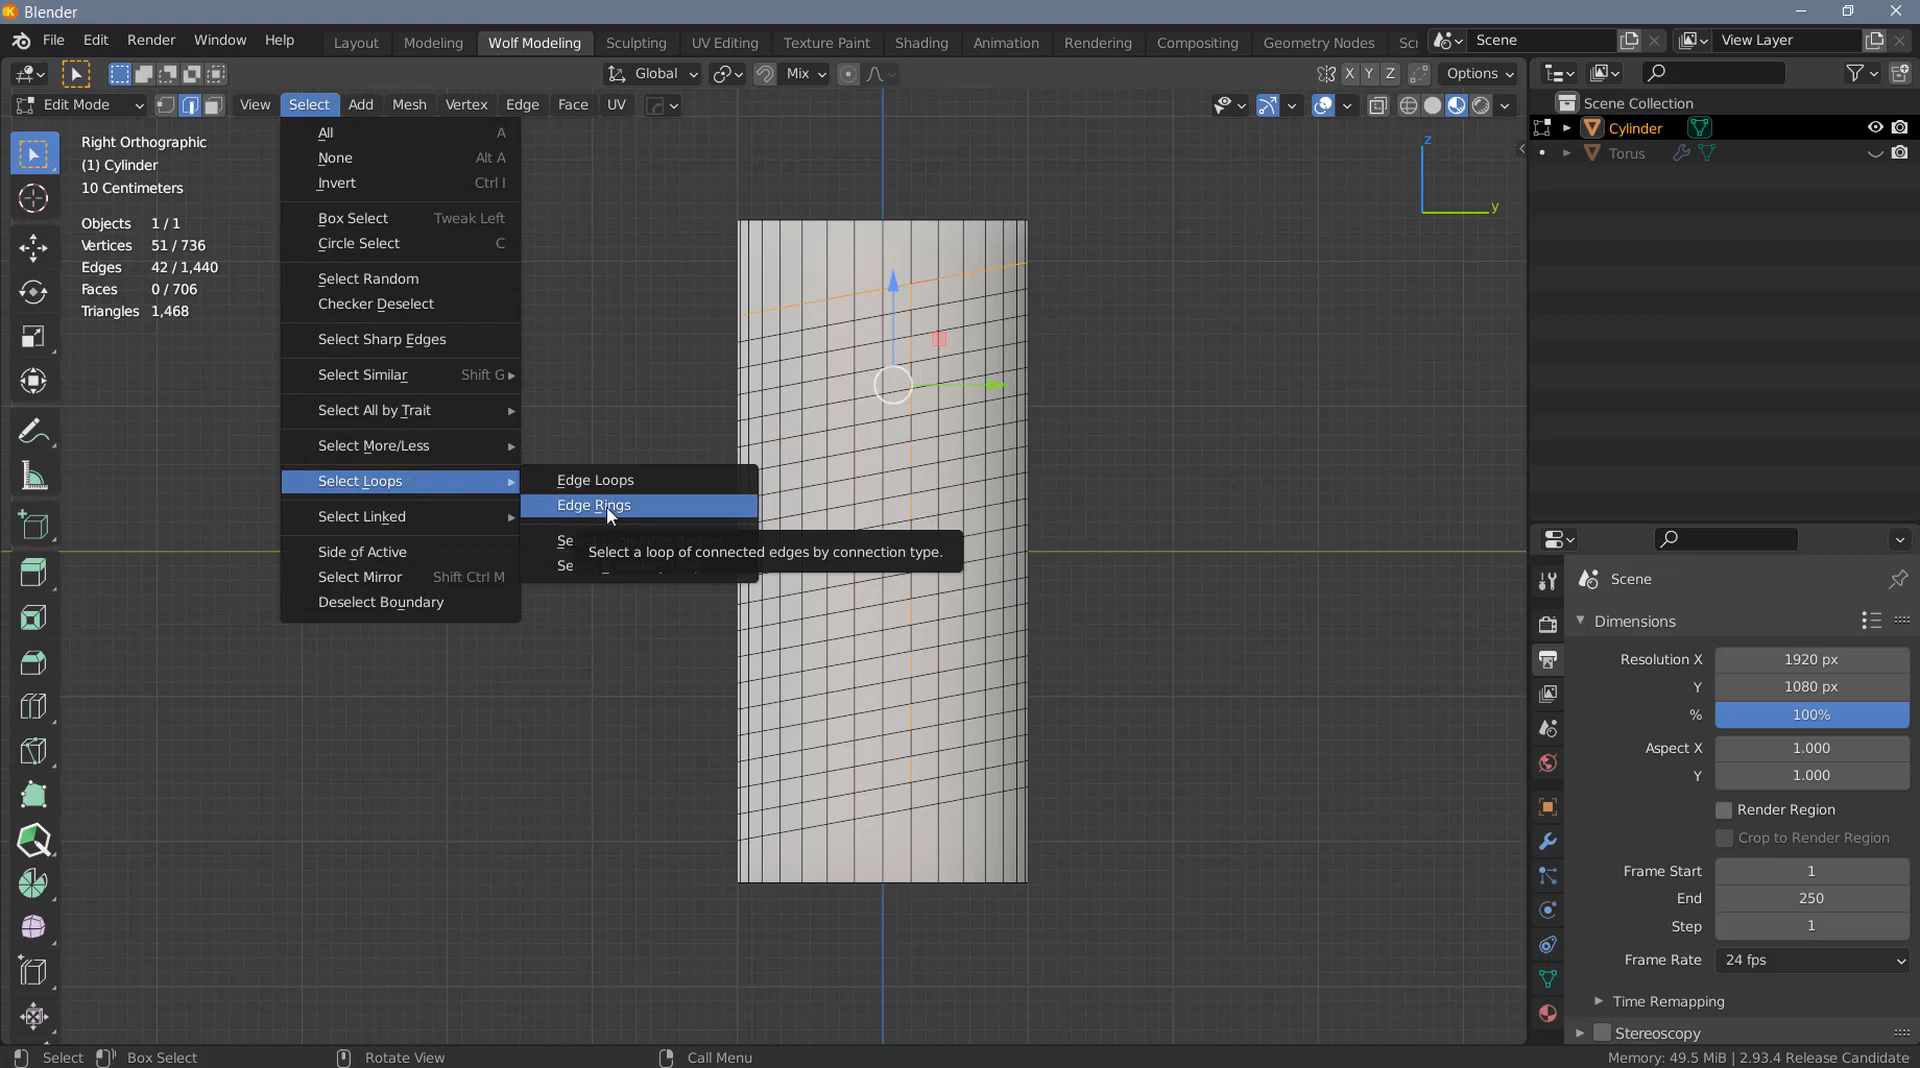 Blender
File Edit Render Window Help Layout Modeling Wolf Modeling Sculpting UV Editing Texture Paint Shading Animation Rendering Compositing Geometry Nodes Sc Scene View Layer
Global Mix X Y Z Options
Edit Mode View Select Add Mesh Vertex Edge Face UV
Right Orthographic
(1) Cylinder
10 Centimeters
Objects 1 / 1
Vertices 51 / 736
Edges 42 / 1,440
Faces 0 / 706
Triangles 1,468
All A
None Alt A
Invert Ctrl I
Box Select Tweak Left
Circle Select C
Select Random
Checker Deselect
Select Sharp Edges
Select Similar Shift G
Select All by Trait
Select More/Less
Select Loops
Select Linked
Side of Active
Select Mirror Shift Ctrl M
Deselect Boundary
Edge Loops
Edge Rings
Se
Select a loop of connected edges by connection type.
Se
z
y
Scene Collection
Cylinder
Torus
Scene
Dimensions
Resolution X 1920 px
Y 1080 px
% 100%
Aspect X 1.000
Y 1.000
Render Region
Crop to Render Region
Frame Start 1
End 250
Step 1
Frame Rate 24 fps
Time Remapping
Stereoscopy
Select Box Select Rotate View Call Menu Memory: 49.5 MiB | 2.93.4 Release Candidate